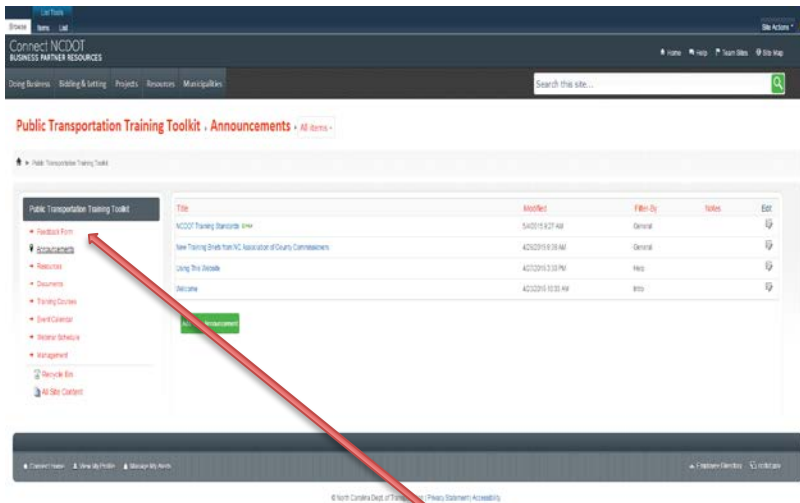 List Tools
Browse Items List Site Actions
Connect NCDOT
BUSINESS PARTNER RESOURCES
Home Help Team Sites Site Map
Doing Business Bidding & Letting Projects Resources Municipalities Search this site...
Public Transportation Training Toolkit Announcements All items
Public Transportation Training Toolkit
Public Transportation Training Toolkit
Title Modified Filter-By Notes Edit
Feedback Form
NCDOT Training Standards General
Announcements
New Training Briefs from NC Association of County Commissioners General
Resources
Using This Website Help
Documents
Welcome Intro
Training Courses
Event Calendar
Announcement
Webinar Schedule
Management
Recycle Bin
All Site Content
Connect Home View My Profile Manage My Alerts Employee Directory
© North Carolina Dept. of | Privacy Statement | Accessibility